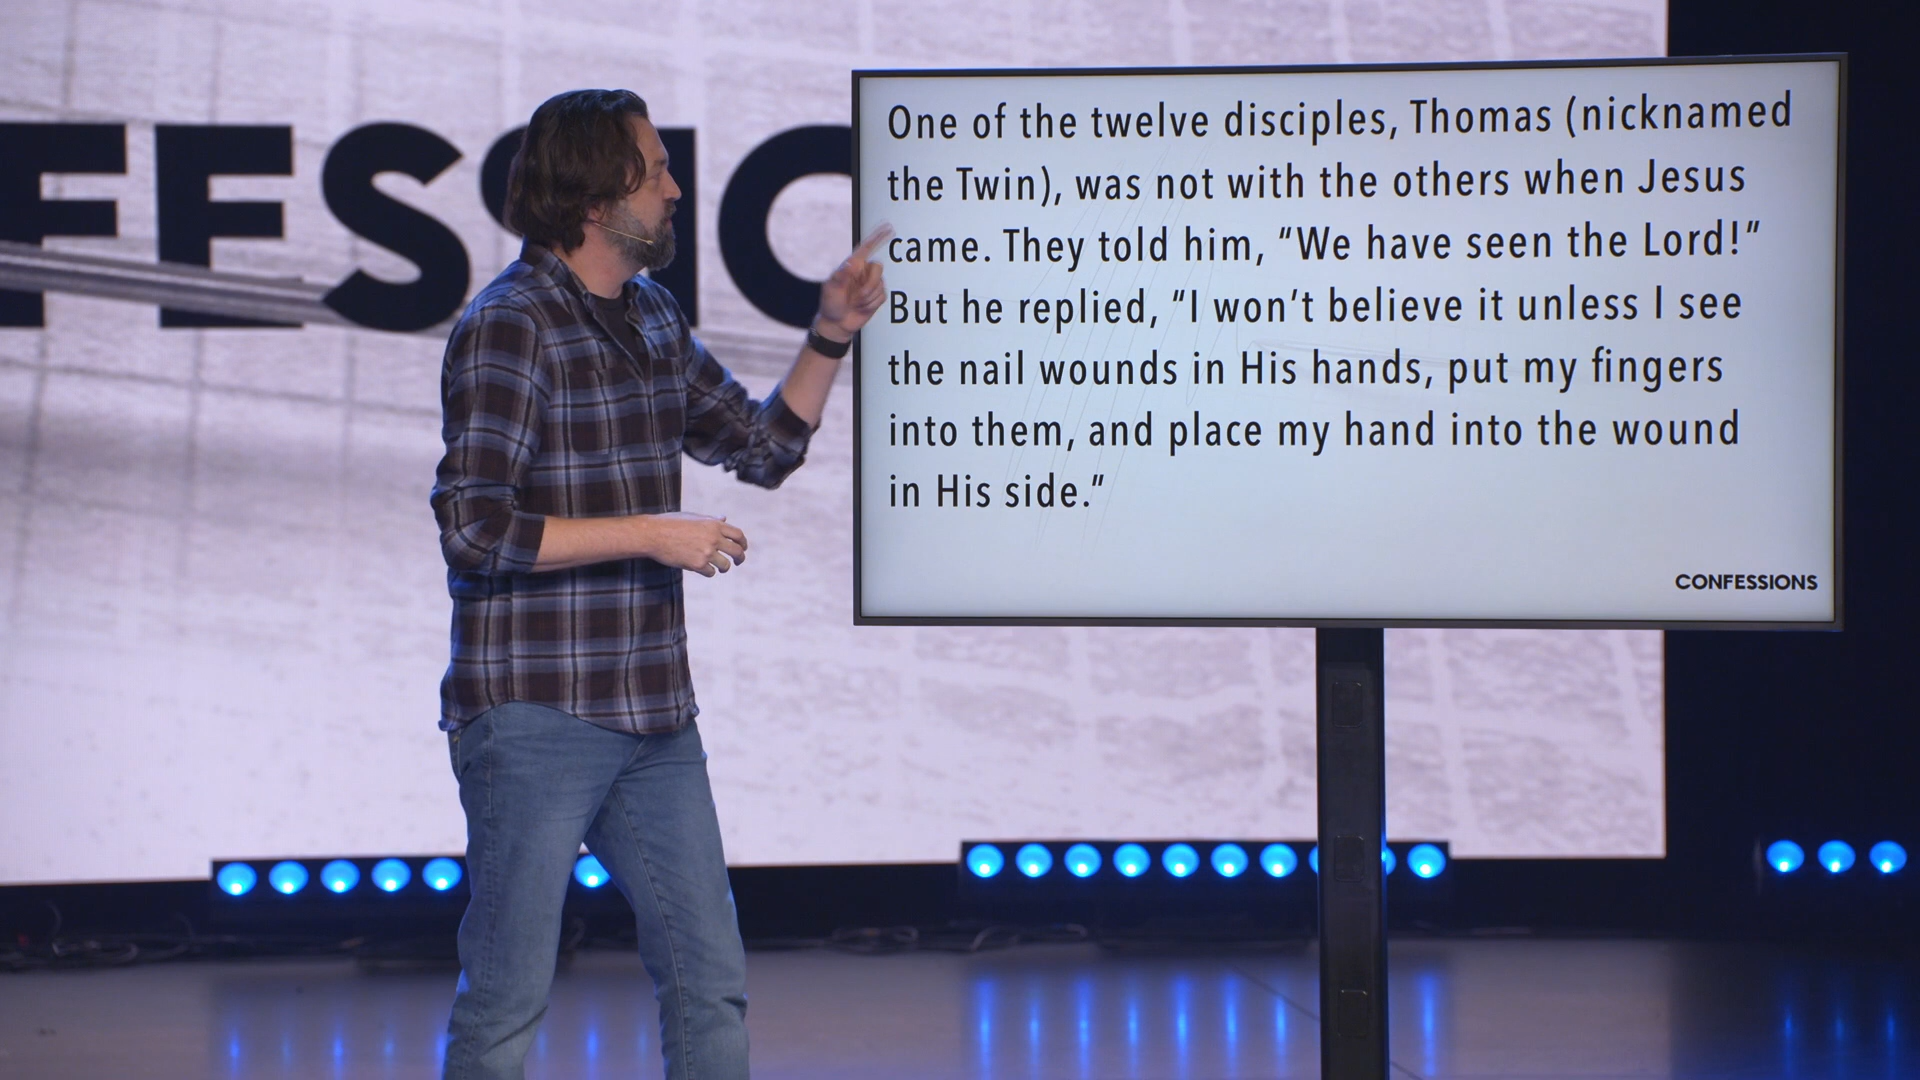 FESSIO
One of the twelve disciples, Thomas (nicknamed
the Twin), was not with the others when Jesus
came. They told him, “We have seen the Lord!”
But he replied, “I won’t believe it unless I see
the nail wounds in His hands, put my fingers
into them, and place my hand into the wound
in His side.”
CONFESSIONS